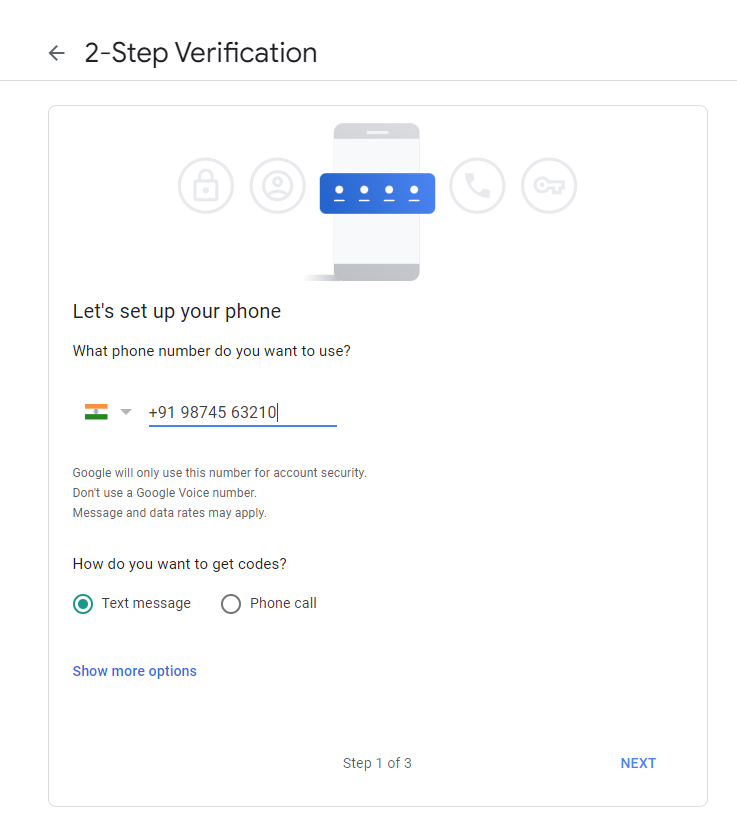 2-Step Verification
Let's set up your phone
What phone number do you want to use?
+91 98745 63210
Google will only use this number for account security.
Don't use a Google Voice number.
Message and data rates may apply.
How do you want to get codes?
Text message Phone call
Show more options
Step 1 of 3 NEXT